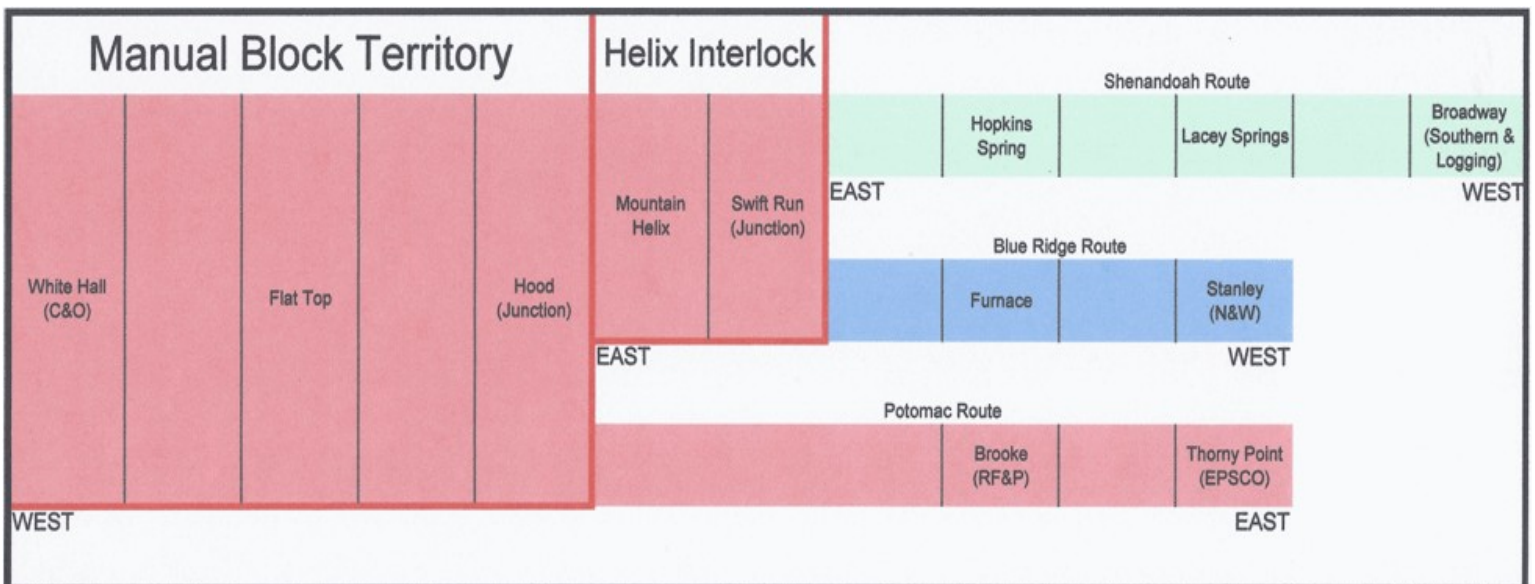 Manual Block Territory
Helix Interlock
Shenandoah Route
Hopkins
Spring
Lacey Springs
Broadway
(Southern &
Logging)
EAST
WEST
Mountain
Helix
Swift Run
(Junction)
Blue Ridge Route
White Hall
(C&O)
Flat Top
Hood
(Junction)
Furnace
Stanley
(N&W)
EAST
WEST
Potomac Route
Brooke
(RF&P)
Thorny Point
(EPSCO)
WEST
EAST